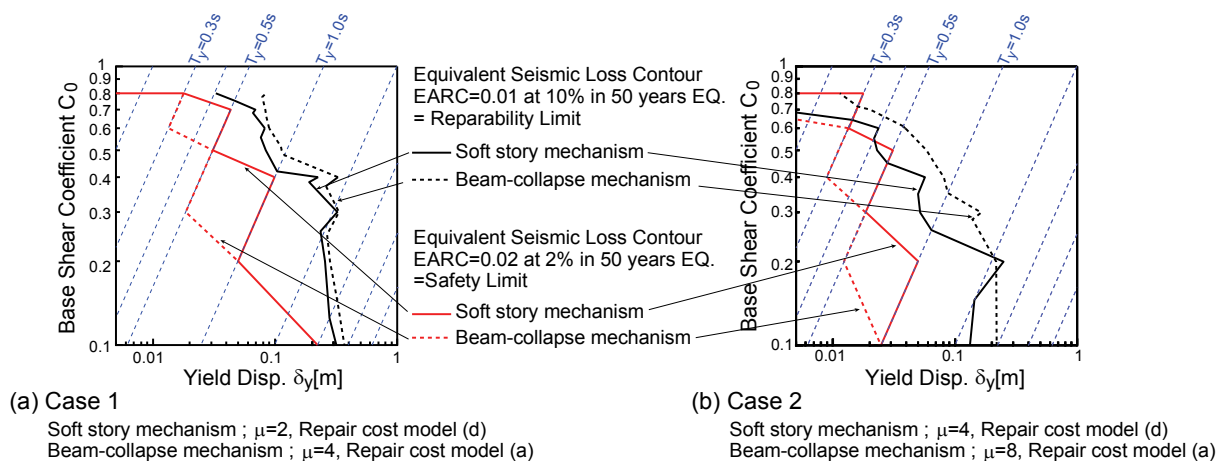 Ty=0.3s
Ty=0.5s
Ty=1.0s
Base Shear Coefficient C0
1
0.9
0.8
0.6
0.5
0.4
0.3
0.2
0.1
0.01
0.1
1
Yield Disp. δy[m]
Equivalent Seismic Loss Contour
EARC=0.01 at 10% in 50 years EQ.
= Reparability Limit
Soft story mechanism
Beam-collapse mechanism
Equivalent Seismic Loss Contour
EARC=0.02 at 2% in 50 years EQ.
=Safety Limit
Soft story mechanism
Beam-collapse mechanism
Ty=0.3s
Ty=0.5s
Ty=1.0s
Base Shear Coefficient C0
1
0.9
0.8
0.6
0.5
0.4
0.3
0.2
0.1
0.01
0.1
1
Yield Disp. δy[m]
(a) Case 1
Soft story mechanism ; μ=2, Repair cost model (d)
Beam-collapse mechanism ; μ=4, Repair cost model (a)
(b) Case 2
Soft story mechanism ; μ=4, Repair cost model (d)
Beam-collapse mechanism ; μ=8, Repair cost model (a)